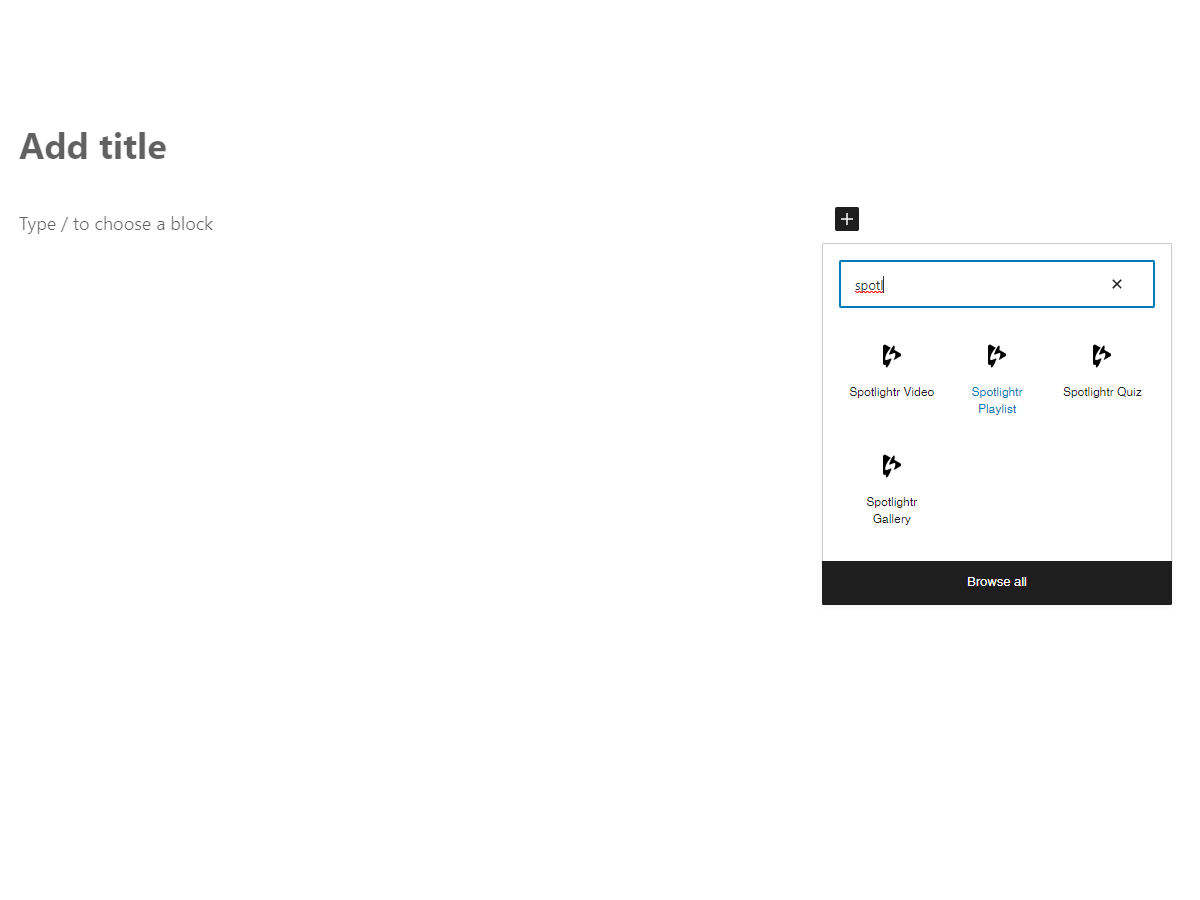 Add title
Type / to choose a block
spotl
Spotlightr Video
Spotlightr
Playlist
Spotlightr Quiz
Spotlightr
Gallery
Browse all